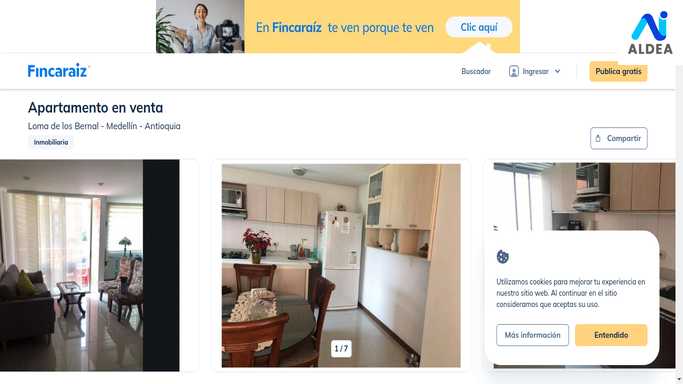 En Fincaraíz te ven porque te ven
Clic aquí
ALDEA
Fincaraiz
Buscador
Ingresar
Publica gratis
Apartamento en venta
Loma de los Bernal - Medellín - Antioquia
Inmobiliaria
Compartir
1 / 7
Utilizamos cookies para mejorar tu experiencia en
nuestro sitio web. Al continuar en el sitio
consideramos que aceptas su uso.
Más información
Entendido